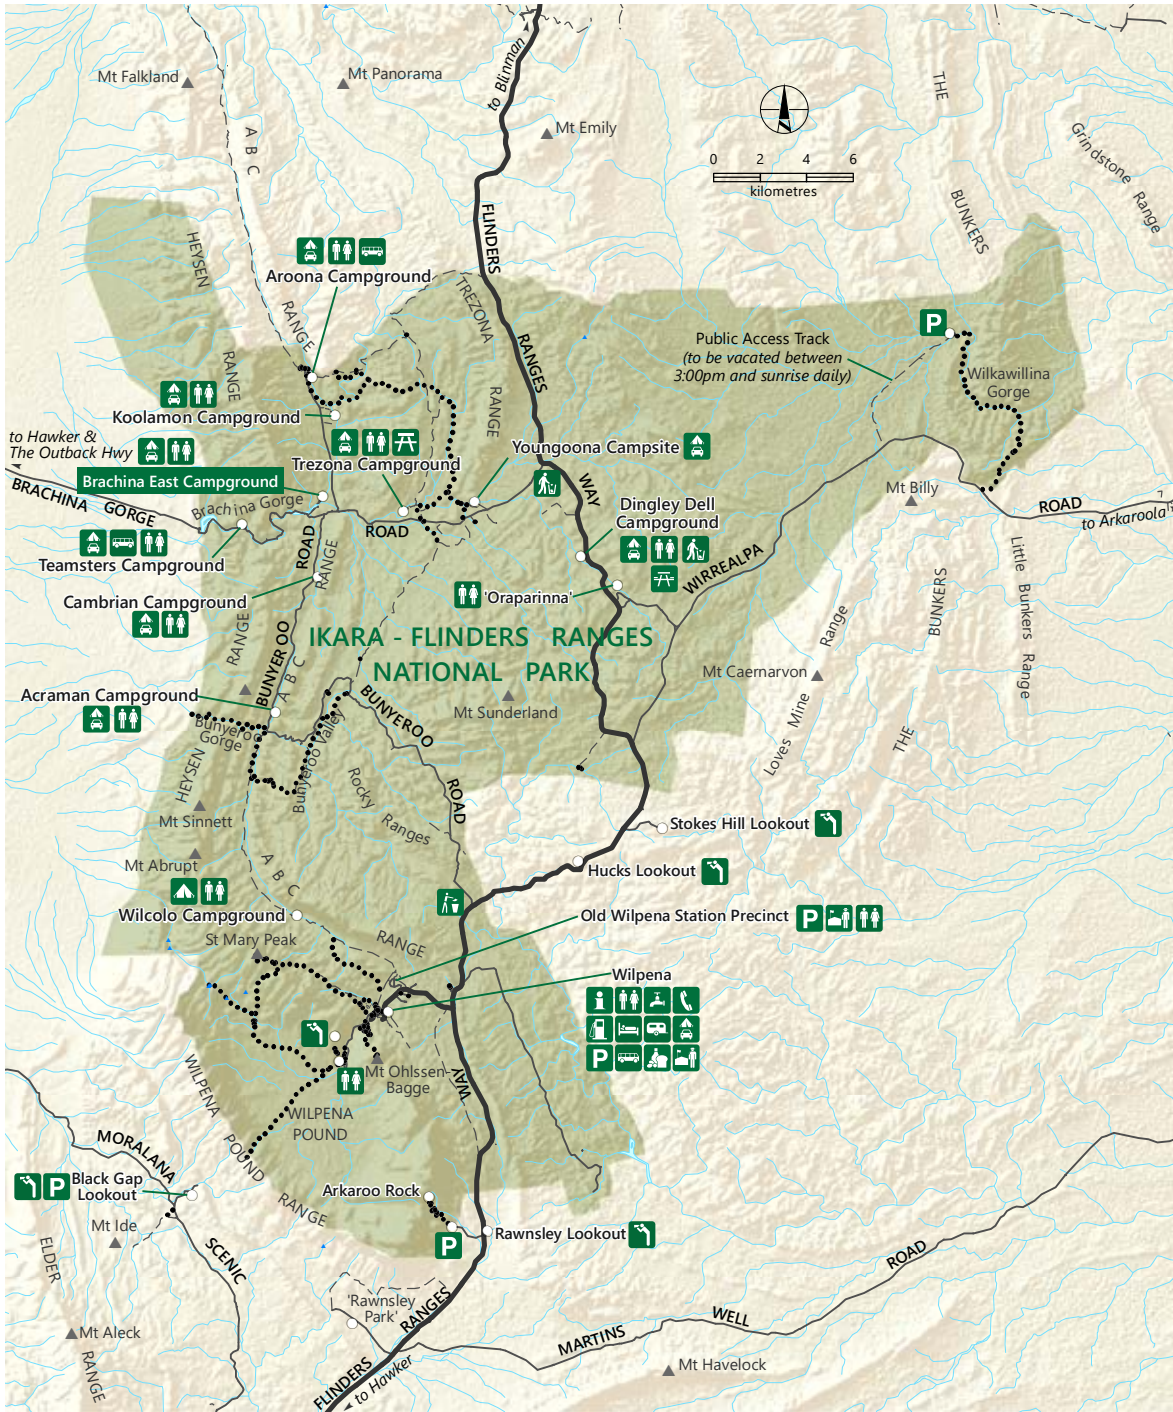 to Blinman
Mt Falkland
Mt Panorama
Mt Emily
THE
Grindstone Range
0 2 4 6
kilometres
ABC
BUNKERS
HEYSEN
FLINDERS
Aroona Campground
TREZONA
RANGE
RANGES
Public Access Track
(to be vacated between
3:00pm and sunrise daily)
P
Wilkawillina
Gorge
RANGE
RANGE
Koolamon Campground
to Hawker &
The Outback Hwy
Trezona Campground
Youngoona Campsite
Brachina East Campground
BRACHINA GORGE
Brachina Gorge
ROAD
WAY
Dingley Dell
Campground
Mt Billy
ROAD
to Arkaroola
Teamsters Campground
ROAD
RANGE
WIRREALPA
Little Bunkers Range
BUNKERS
Cambrian Campground
'Oraparinna'
RANGE
Range
IKARA - FLINDERS RANGES
NATIONAL PARK
Mt Caernarvon
Acraman Campground
BUNYEROO
ABC
BUNYEROO
Mt Sunderland
Bunyeroo
Gorge
Bunyeroo Valley
Loves Mine
THE
HEYSEN
Rocky
Ranges
ROAD
Mt Sinnett
Stokes Hill Lookout
Mt Abrupt
ABC
Hucks Lookout
Wilcolo Campground
Old Wilpena Station Precinct
P
St Mary Peak
RANGE
Wilpena
i
P
Mt Ohlssen-
Bagge
WAY
WILPENA
POUND
WILPENA
POUND
RANGE
MORALANA
P
Black Gap
Lookout
Arkaroo Rock
Mt Ide
P
Rawnsley Lookout
ELDER
SCENIC
ROAD
'Rawnsley
Park'
RANGES
WELL
MARTINS
Mt Aleck
RANGE
Mt Havelock
FLINDERS
to Hawker